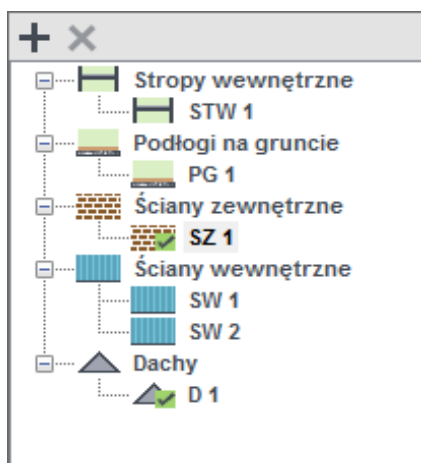 Stropy wewnętrzne
STW 1
Podłogi na gruncie
PG 1
Ściany zewnętrzne
SZ 1
Ściany wewnętrzne
SW 1
SW 2
Dachy
D 1